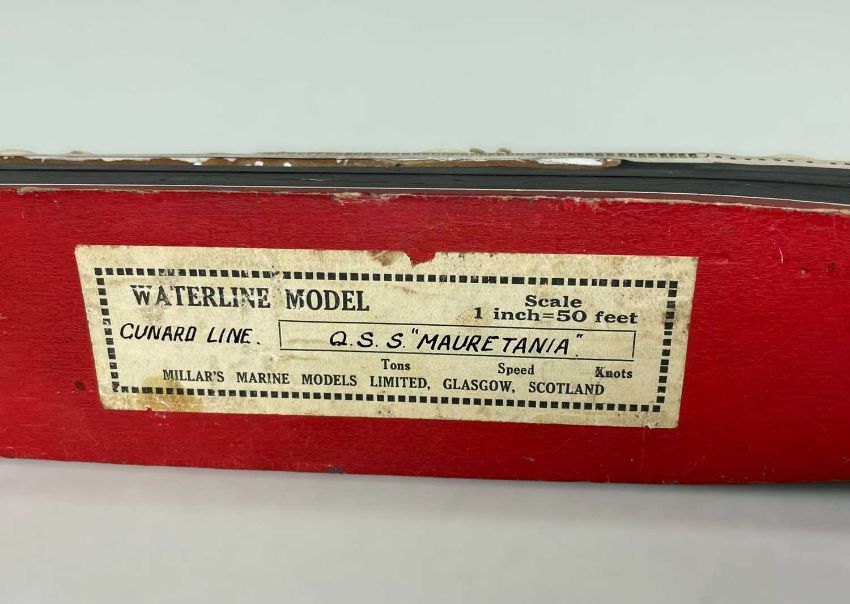 WATERLINE MODEL
Scale
1 inch=50 feet
CUNARD LINE.
Q.S.S. "MAURETANIA".
Tons Speed Knots
MILLAR'S MARINE MODELS LIMITED, GLASGOW, SCOTLAND